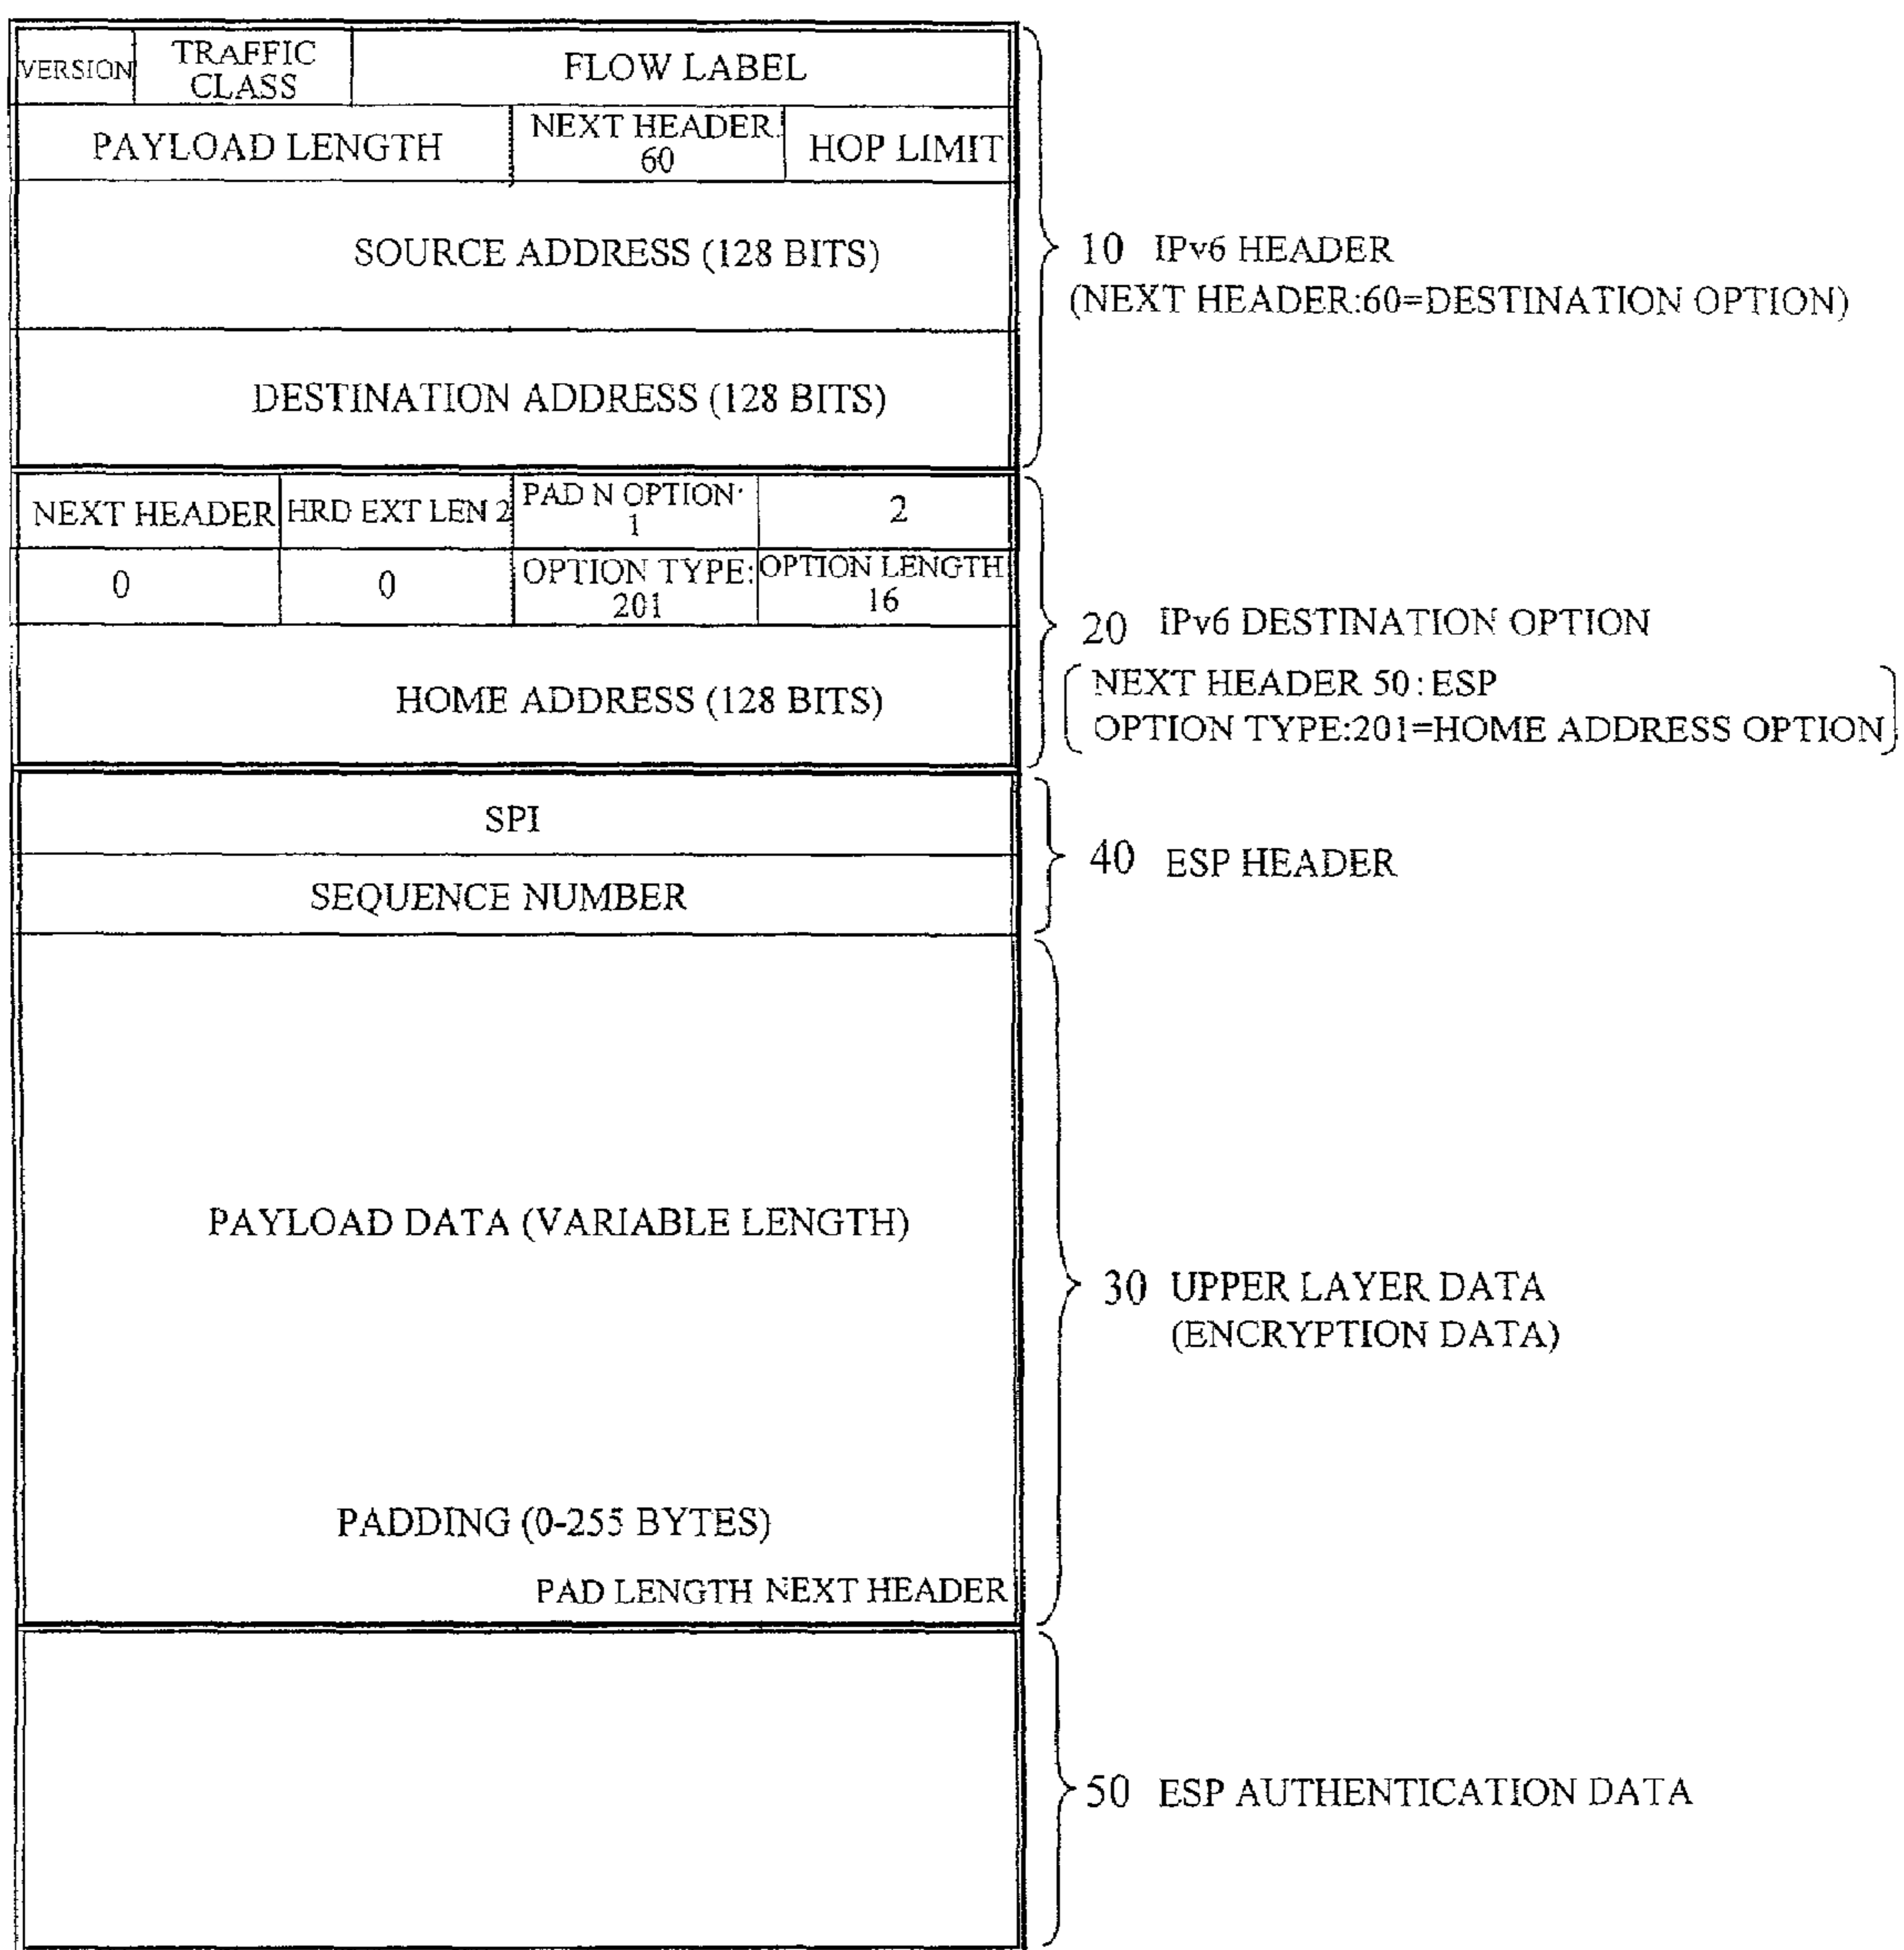 VERSION
TRAFFIC
CLASS
FLOW LABEL
PAYLOAD LENGTH
NEXT HEADER:
60
HOP LIMIT
SOURCE ADDRESS (128 BITS)
10 IPv6 HEADER
(NEXT HEADER:60=DESTINATION OPTION)
DESTINATION ADDRESS (128 BITS)
NEXT HEADER
HRD EXT LEN 2
PAD N OPTION:
1
2
0
0
OPTION TYPE:
201
OPTION LENGTH
16
HOME ADDRESS (128 BITS)
20 IPv6 DESTINATION OPTION
NEXT HEADER 50:ESP
OPTION TYPE:201=HOME ADDRESS OPTION
SPI
SEQUENCE NUMBER
40 ESP HEADER
PAYLOAD DATA (VARIABLE LENGTH)
30 UPPER LAYER DATA
(ENCRYPTION DATA)
PADDING (0-255 BYTES)
PAD LENGTH NEXT HEADER
50 ESP AUTHENTICATION DATA